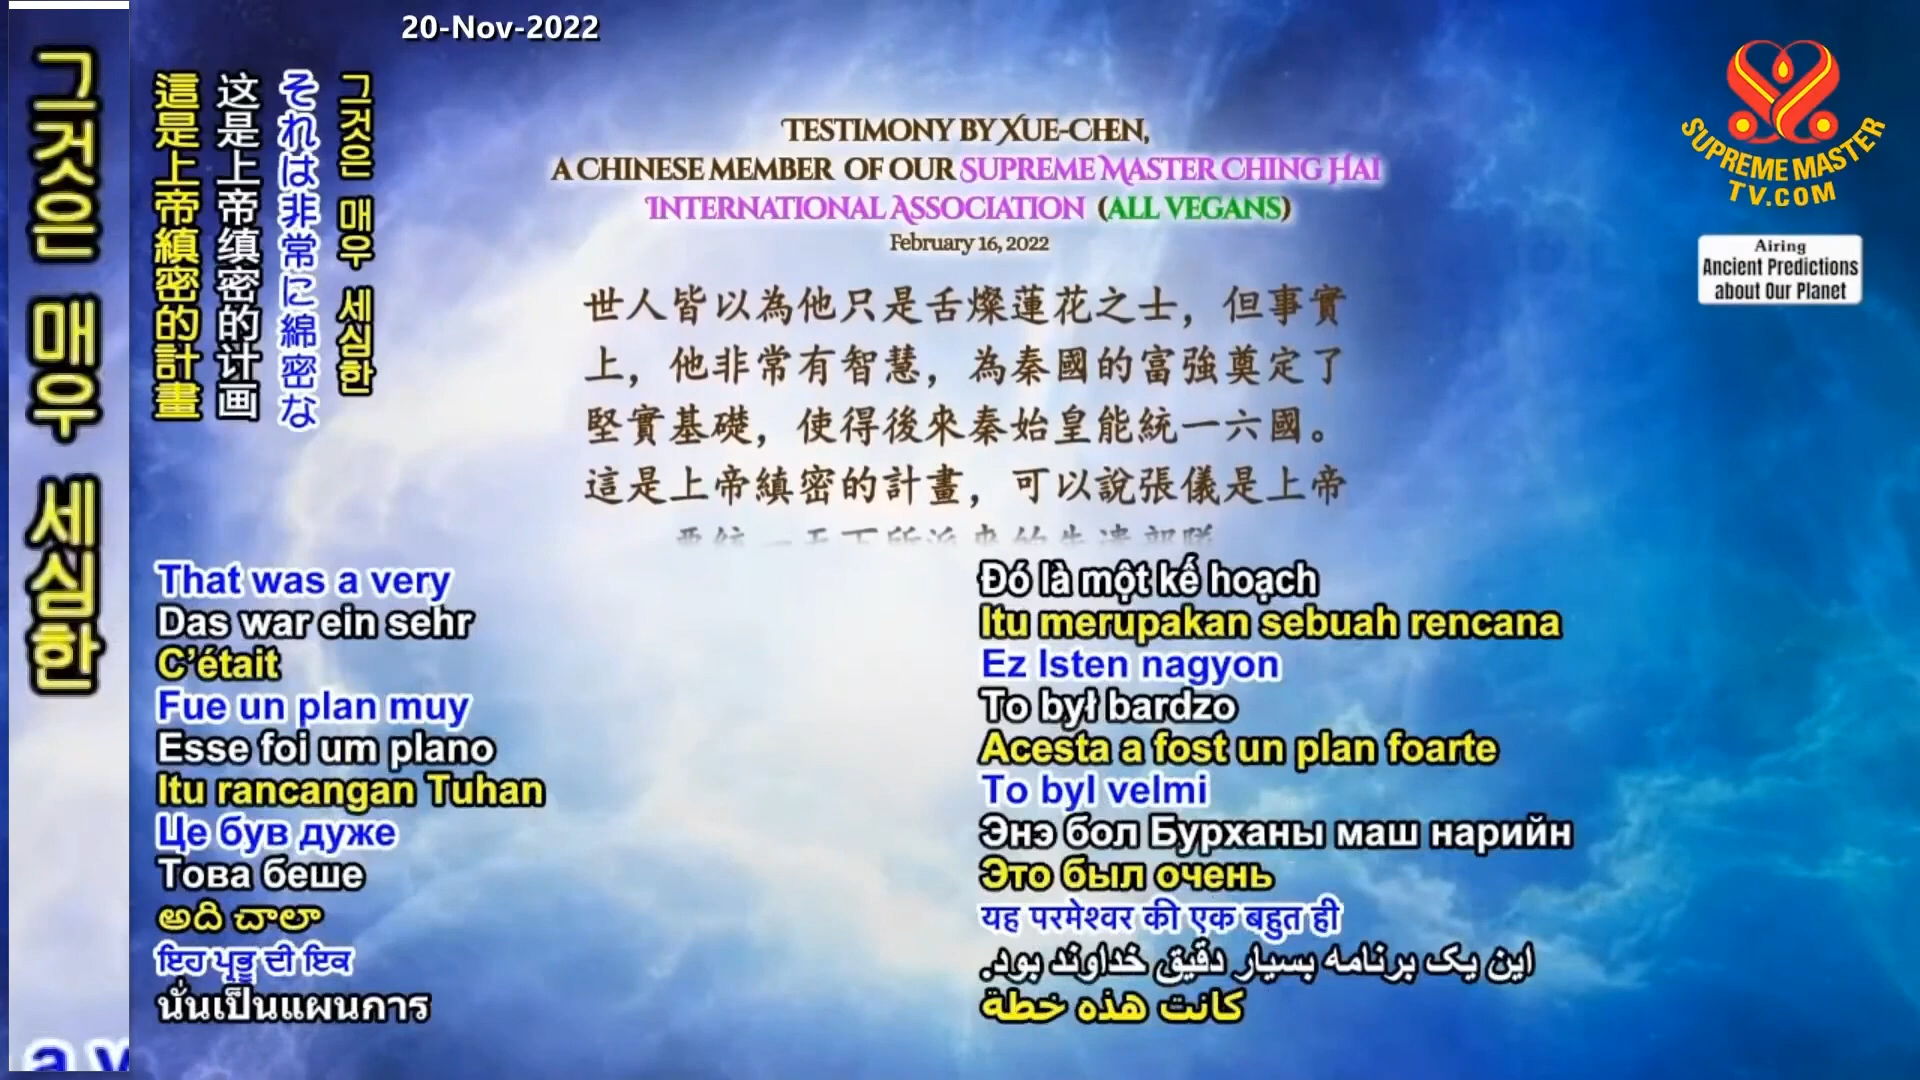 20-Nov-2022
그것은 매우 세심한
그것은 매우 세심한
それは非常に綿密な
这是上帝缜密的计画
這是上帝縝密的計畫
TESTIMONY BY XUE-CHEN,
A CHINESE MEMBER OF OUR SUPREME MASTER CHING HAI
INTERNATIONAL ASSOCIATION (ALL VEGANS)
February 16, 2022
世人皆以為他只是舌燦蓮花之士，但事實
上，他非常有智慧，為秦國的富強奠定了
堅實基礎，使得後來秦始皇能統一六國。
這是上帝縝密的計畫，可以說張儀是上帝
SUPREME MASTER
TV.COM
Airing
Ancient Predictions
about Our Planet
That was a very
Das war ein sehr
C’était
Fue un plan muy
Esse foi um plano
Itu rancangan Tuhan
Це був дуже
Това беше
అది చాలా
ਇਹ ਪ੍ਰਭੂ ਦੀ ਇਕ
นั่นเป็นแผนการ
Đó là một kế hoạch
Itu merupakan sebuah rencana
Ez Isten nagyon
To był bardzo
Acesta a fost un plan foarte
To byl velmi
Энэ бол Бурханы маш нарийн
Это был очень
यह परमेश्वर की एक बहुत ही
این یک برنامه بسیار دقیق خداوند بود.
كانت هذه خطة